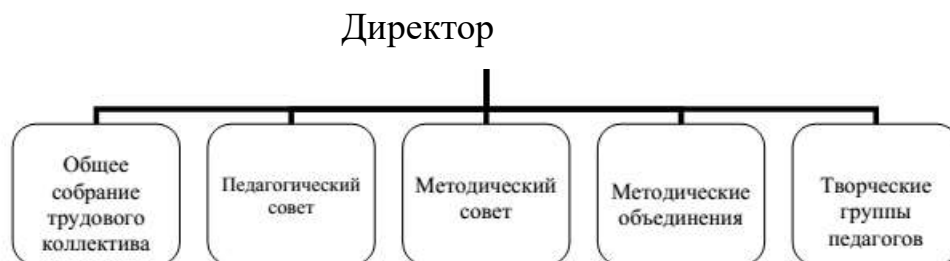 Директор
Общее
собрание
трудового
коллектива
Педагогический
совет
Методический
совет
Методические
объединения
Творческие
группы
педагогов